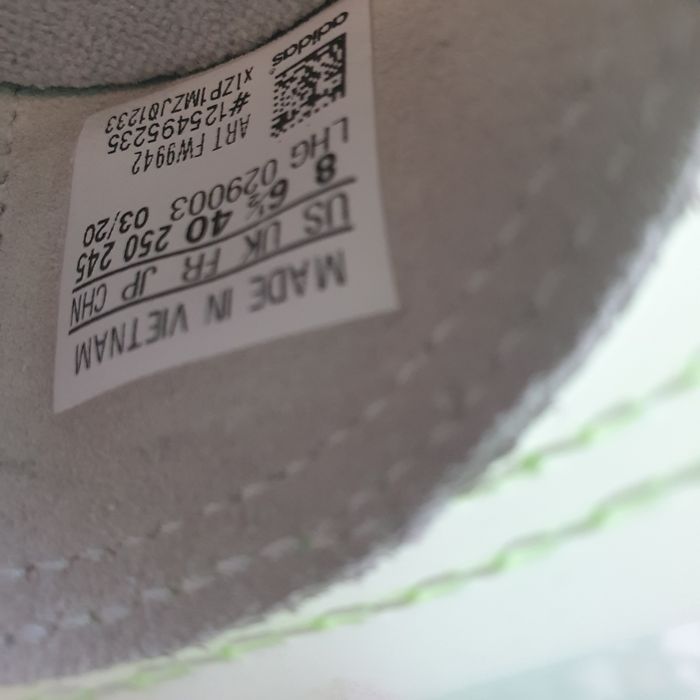 MADE IN VIETNAM
US UK FR JP CHN
8 6½ 40 250 245
LHG 029003 03/20
ART FW9942
#125495235
x1ZP1MZJ01233
adidas